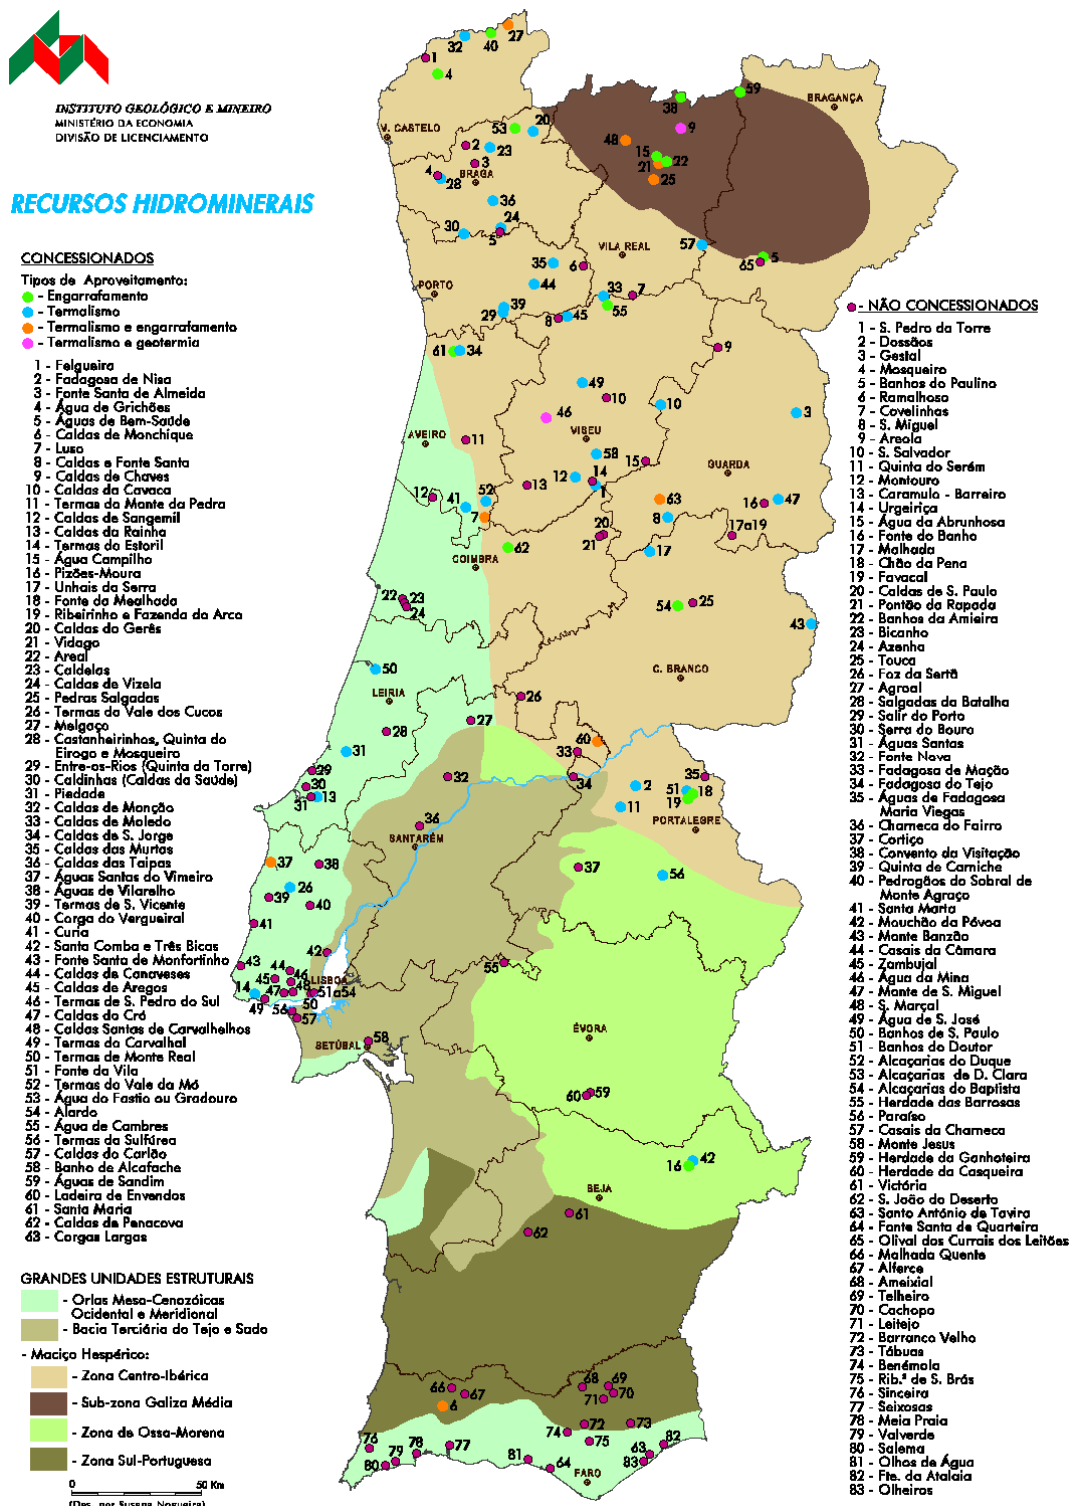 INSTITUTO GEOLÓGICO E MINEIRO
MINISTÉRIO DA ECONOMIA
DIVISÃO DE LICENCIAMENTO
RECURSOS HIDROMINERAIS
CONCESSIONADOS
Tipos de Aproveitamento:
- Engarrafamento
- Termalismo
- Termalismo e engarrafamento
- Termalismo e geotermia
1 - Felgueira
2 - Fadagosa de Nisa
3 - Fonte Santa de Almeida
4 - Água de Grichões
5 - Águas de Bem-Saúde
6 - Caldas de Monchique
7 - Luso
8 - Caldas e Fonte Santa
9 - Caldas de Chaves
10 - Caldas da Cavaca
11 - Termas da Monte da Pedra
12 - Caldas de Sangemil
13 - Caldas da Rainha
14 - Termas do Estoril
15 - Água Campilho
16 - Pizões-Moura
17 - Unhais da Serra
18 - Fonte da Mealhada
19 - Ribeirinho e Fazenda do Arco
20 - Caldas do Gerês
21 - Vidago
22 - Areal
23 - Caldelas
24 - Caldas de Vizela
25 - Pedras Salgadas
26 - Termas do Vale dos Cucos
27 - Melgaço
28 - Castanheirinhos, Quinta do
Eirogo e Mosqueiro
29 - Entre-os-Rios (Quinta da Torre)
30 - Caldinhas (Caldas da Saúde)
31 - Piedade
32 - Caldas de Monção
33 - Caldas de Moledo
34 - Caldas de S. Jorge
35 - Caldas das Murtas
36 - Caldas das Taipas
37 - Águas Santas do Vimeiro
38 - Águas de Vilarelho
39 - Termas de S. Vicente
40 - Corga do Vergueiral
41 - Curia
42 - Santa Comba e Três Bicas
43 - Fonte Santa de Monfortinho
44 - Caldas de Canaveses
45 - Caldas de Aregos
46 - Termas de S. Pedro do Sul
47 - Caldas do Cró
48 - Caldas Santas de Carvalhelhos
49 - Termas do Carvalhal
50 - Termas de Monte Real
51 - Fonte da Vila
52 - Termas do Vale da Mó
53 - Água do Fastio ou Gradouro
54 - Alardo
55 - Água de Cambres
56 - Termas da Sulfúrea
57 - Caldas do Carlão
58 - Banho de Alcafache
59 - Águas de Sandim
60 - Ladeira de Envendos
61 - Santa Maria
62 - Caldas de Penacova
63 - Corgas Largas
GRANDES UNIDADES ESTRUTURAIS
- Orlas Meso-Cenozóicas
Ocidental e Meridional
- Bacia Terciária do Tejo e Sado
- Maciço Hespérico:
- Zona Centro-Ibérica
- Sub-zona Galiza Média
- Zona de Ossa-Morena
- Zona Sul-Portuguesa
0 50 Km
(Des. por Susana Nogueira)
V. CASTELO
BRAGA
BRAGANÇA
VILA REAL
PORTO
AVEIRO
VISEU
GUARDA
COIMBRA
C. BRANCO
LEIRIA
SANTARÉM
PORTALEGRE
LISBOA
SETÚBAL
ÉVORA
BEJA
FARO
- NÃO CONCESSIONADOS
1 - S. Pedro da Torre
2 - Dossãos
3 - Gestal
4 - Mosqueiro
5 - Banhos do Paulino
6 - Ramalhoso
7 - Covelinhas
8 - S. Miguel
9 - Areola
10 - S. Salvador
11 - Quinta do Serém
12 - Montouro
13 - Caramulo - Barreiro
14 - Urgeiriça
15 - Água da Abrunhosa
16 - Fonte do Banho
17 - Malhada
18 - Chão da Pena
19 - Favacal
20 - Caldas de S. Paulo
21 - Pontão da Rapada
22 - Banhos da Amieira
23 - Bicanho
24 - Azenha
25 - Touca
26 - Foz da Sertã
27 - Agroal
28 - Salgadas da Batalha
29 - Salir do Porto
30 - Serra do Bouro
31 - Águas Santas
32 - Fonte Nova
33 - Fadagosa de Mação
34 - Fadagosa do Tejo
35 - Águas de Fadagosa
Maria Viegas
36 - Charneca do Fairro
37 - Cortiço
38 - Convento da Visitação
39 - Quinta de Carniche
40 - Pedragãos do Sobral de
Monte Agraço
41 - Santa Marta
42 - Mouchão da Póvoa
43 - Monte Banzão
44 - Casais da Câmara
45 - Zambujal
46 - Água da Mina
47 - Monte de S. Miguel
48 - S. Marçal
49 - Água de S. José
50 - Banhos de S. Paulo
51 - Banhos do Doutor
52 - Alcaçarias do Duque
53 - Alcaçarias de D. Clara
54 - Alcaçarias do Baptista
55 - Herdade das Barrosas
56 - Paraíso
57 - Casais da Charneca
58 - Monte Jesus
59 - Herdade da Ganhoteira
60 - Herdade da Casqueira
61 - Victória
62 - S. João do Deserto
63 - Santo António de Tavira
64 - Fonte Santa de Quarteira
65 - Olival dos Currais dos Leitões
66 - Malhada Quente
67 - Alferce
68 - Ameixial
69 - Telheiro
70 - Cachopo
71 - Leitejo
72 - Barranco Velho
73 - Tábuas
74 - Benémola
75 - Rib.ª de S. Brás
76 - Sinceira
77 - Seixosas
78 - Meia Praia
79 - Valverde
80 - Salema
81 - Olhos de Água
82 - Fte. da Atalaia
83 - Olheiros